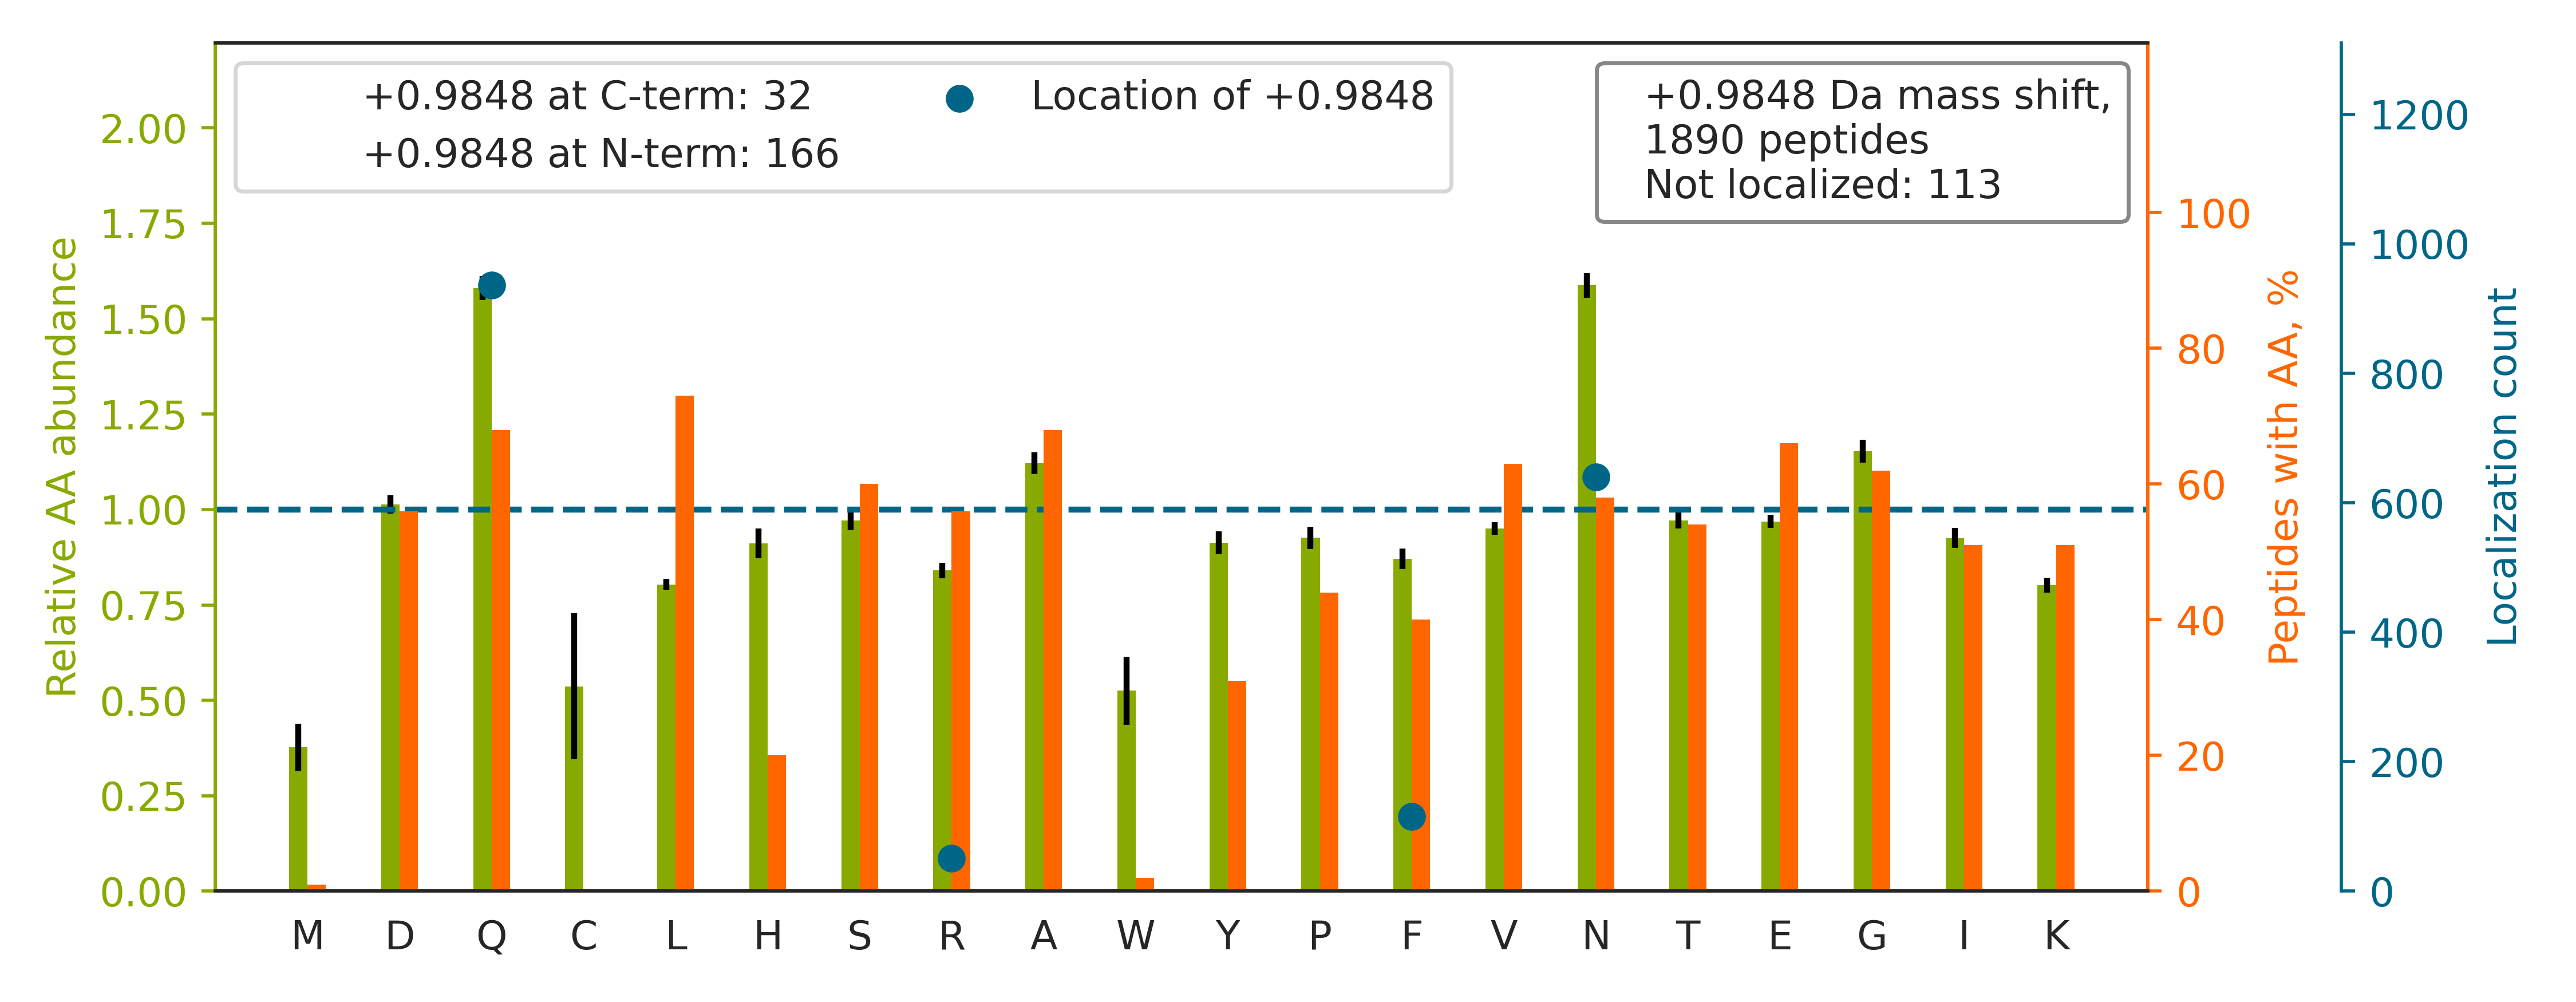 +0.9848 at C-term: 32
+0.9848 at N-term: 166
Location of +0.9848
+0.9848 Da mass shift,
1890 peptides
Not localized: 113
Relative AA abundance
2.00
1.75
1.50
1.25
1.00
0.75
0.50
0.25
0.00
M D Q C L H S R A W Y P F V N T E G I K
100
80
60
40
20
0
Peptides with AA, %
1200
1000
800
600
400
200
0
Localization count